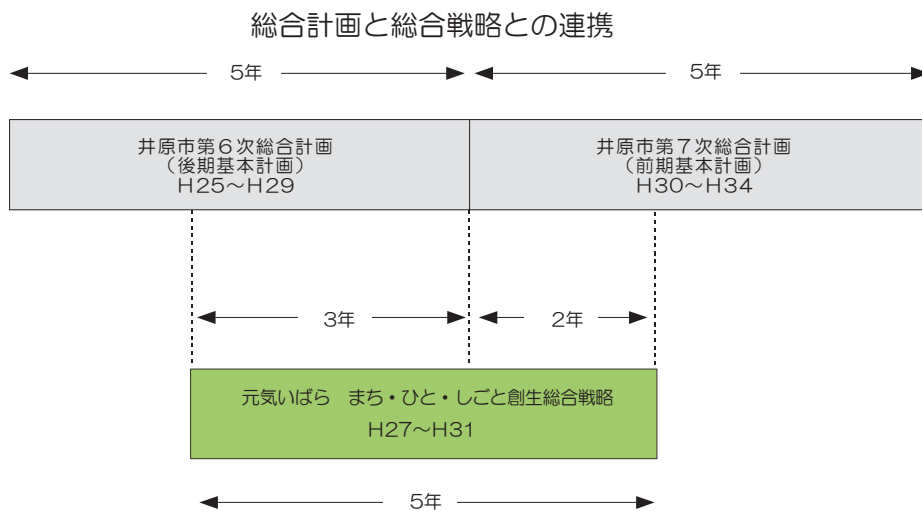 総合計画と総合戦略との連携
5年 5年
井原市第6次総合計画
（後期基本計画）
H25～H29
井原市第7次総合計画
（前期基本計画）
H30～H34
3年 2年
元気いばら　まち・ひと・しごと創生総合戦略
H27～H31
5年